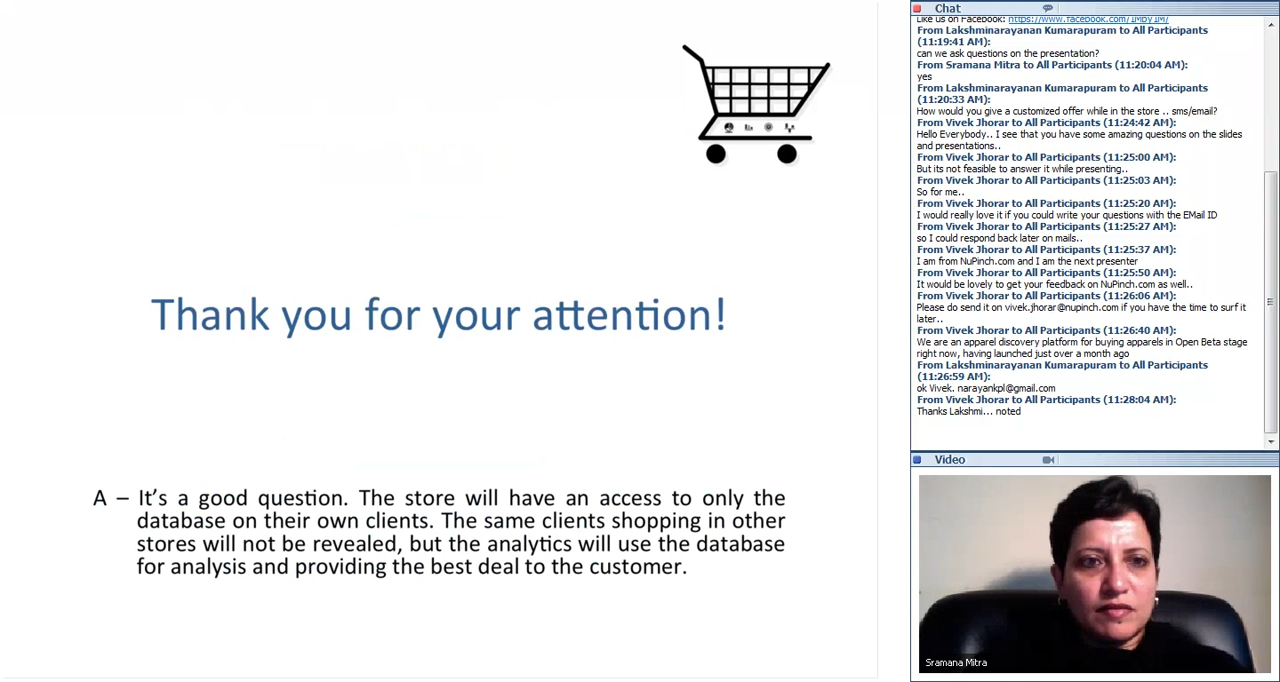 Thank you for your attention!
A – It's a good question. The store will have an access to only the
database on their own clients. The same clients shopping in other
stores will not be revealed, but the analytics will use the database
for analysis and providing the best deal to the customer.
Chat
Like us on Facebook: https://www.facebook.com/1Mby1M/
From Lakshminarayanan Kumarapuram to All Participants
(11:19:41 AM):
can we ask questions on the presentation?
From Sramana Mitra to All Participants (11:20:04 AM):
yes
From Lakshminarayanan Kumarapuram to All Participants
(11:20:33 AM):
How would you give a customized offer while in the store .. sms/email?
From Vivek Jhorar to All Participants (11:24:42 AM):
Hello Everybody.. I see that you have some amazing questions on the slides
and presentations..
From Vivek Jhorar to All Participants (11:25:00 AM):
But its not feasible to answer it while presenting..
From Vivek Jhorar to All Participants (11:25:03 AM):
So for me..
From Vivek Jhorar to All Participants (11:25:20 AM):
I would really love it if you could write your questions with the EMail ID
From Vivek Jhorar to All Participants (11:25:27 AM):
so I could respond back later on mails..
From Vivek Jhorar to All Participants (11:25:37 AM):
I am from NuPinch.com and I am the next presenter
From Vivek Jhorar to All Participants (11:25:50 AM):
It would be lovely to get your feedback on NuPinch.com as well..
From Vivek Jhorar to All Participants (11:26:06 AM):
Please do send it on vivek.jhorar@nupinch.com if you have the time to surf it
later..
From Vivek Jhorar to All Participants (11:26:40 AM):
We are an apparel discovery platform for buying apparels in Open Beta stage
right now, having launched just over a month ago
From Lakshminarayanan Kumarapuram to All Participants
(11:26:59 AM):
ok Vivek. narayankpl@gmail.com
From Vivek Jhorar to All Participants (11:28:04 AM):
Thanks Lakshmi... noted
Video
Sramana Mitra